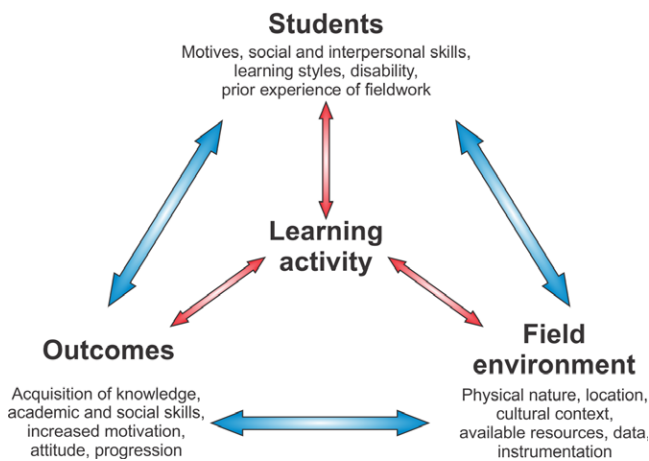 Students
Motives, social and interpersonal skills,
learning styles, disability,
prior experience of fieldwork
Learning
activity
Outcomes
Acquisition of knowledge,
academic and social skills,
increased motivation,
attitude, progression
Field
environment
Physical nature, location,
cultural context,
available resources, data,
instrumentation